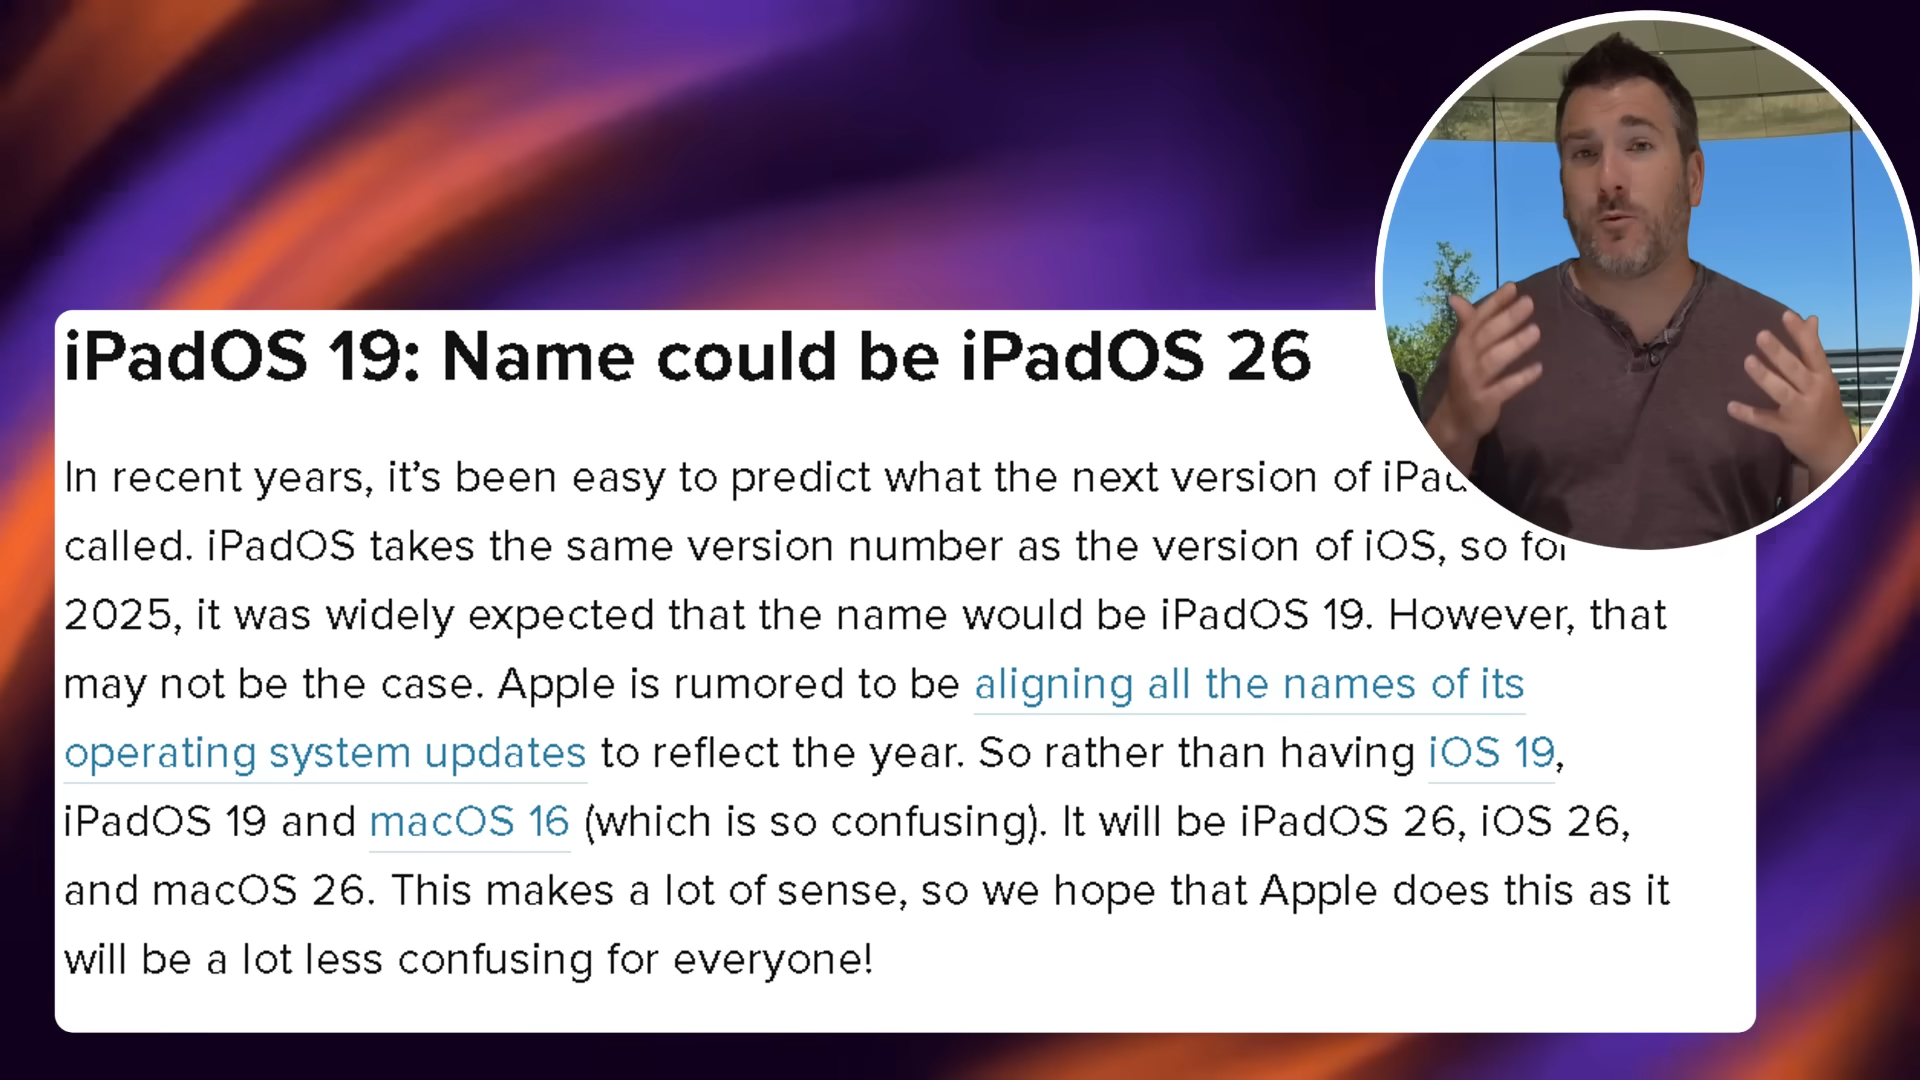 iPadOS 19: Name could be iPadOS 26
In recent years, it's been easy to predict what the next version of
called. iPadOS takes the same version number as the version of iOS, so for
2025, it was widely expected that the name would be iPadOS 19. However, that
may not be the case. Apple is rumored to be aligning all the names of its
operating system updates to reflect the year. So rather than having iOS 19,
iPadOS 19 and macOS 16 (which is so confusing). It will be iPadOS 26, iOS 26,
and macOS 26. This makes a lot of sense, so we hope that Apple does this as it
will be a lot less confusing for everyone!